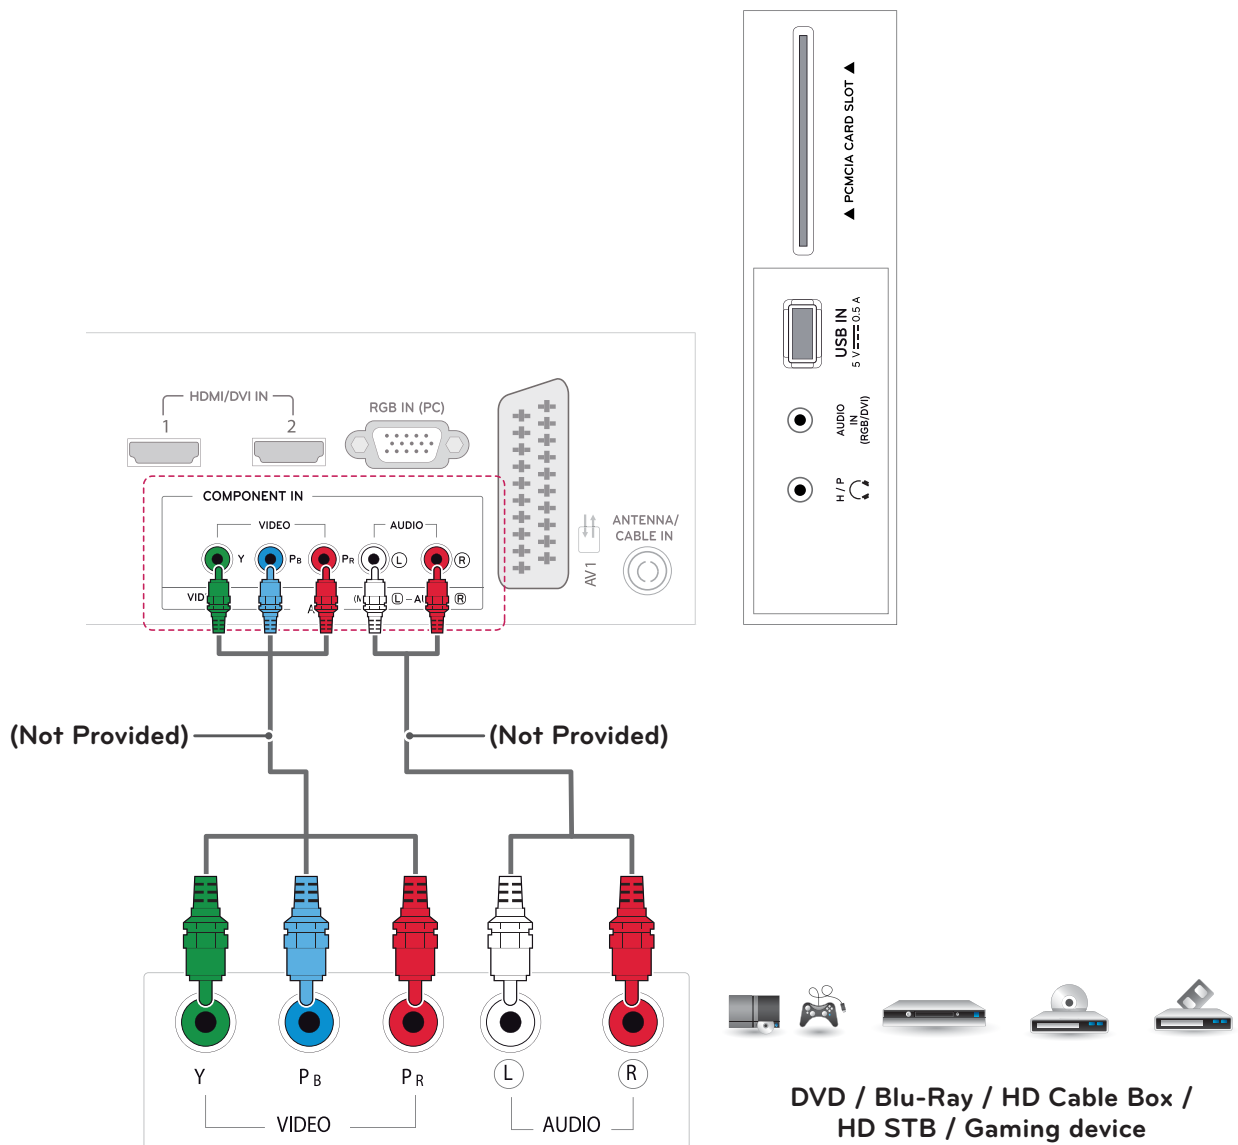 ▲ PCMCIA CARD SLOT ▲
USB IN
5 V 0.5 A
AUDIO
IN
(RGB/DVI)
H / P
HDMI/DVI IN
1
2
RGB IN (PC)
COMPONENT IN
VIDEO
AUDIO
Y
PB
PR
L
R
L
AU
R
AV1
ANTENNA/
CABLE IN
(Not Provided)
(Not Provided)
Y
PB
PR
L
R
VIDEO
AUDIO
DVD / Blu-Ray / HD Cable Box /
HD STB / Gaming device